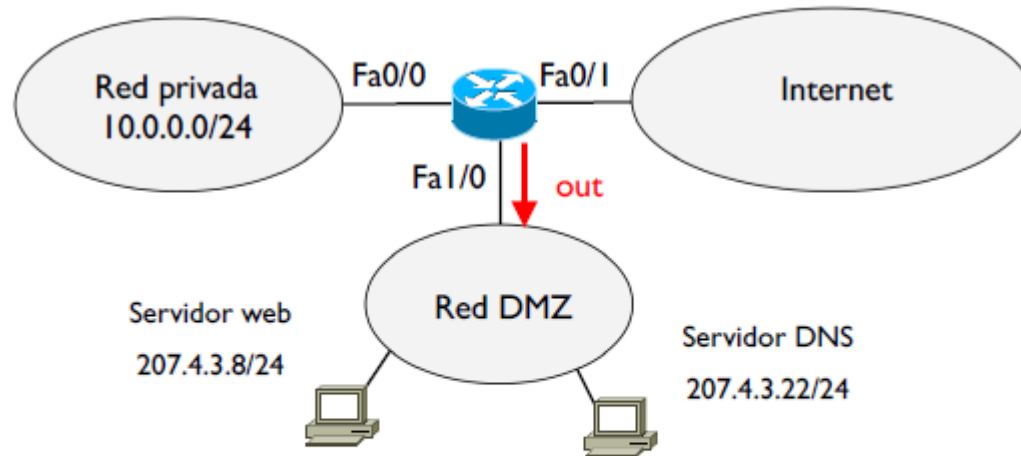 Red privada
10.0.0.0/24
Fa0/0
Fa0/1
Internet
Fa1/0
out
Red DMZ
Servidor web
207.4.3.8/24
Servidor DNS
207.4.3.22/24